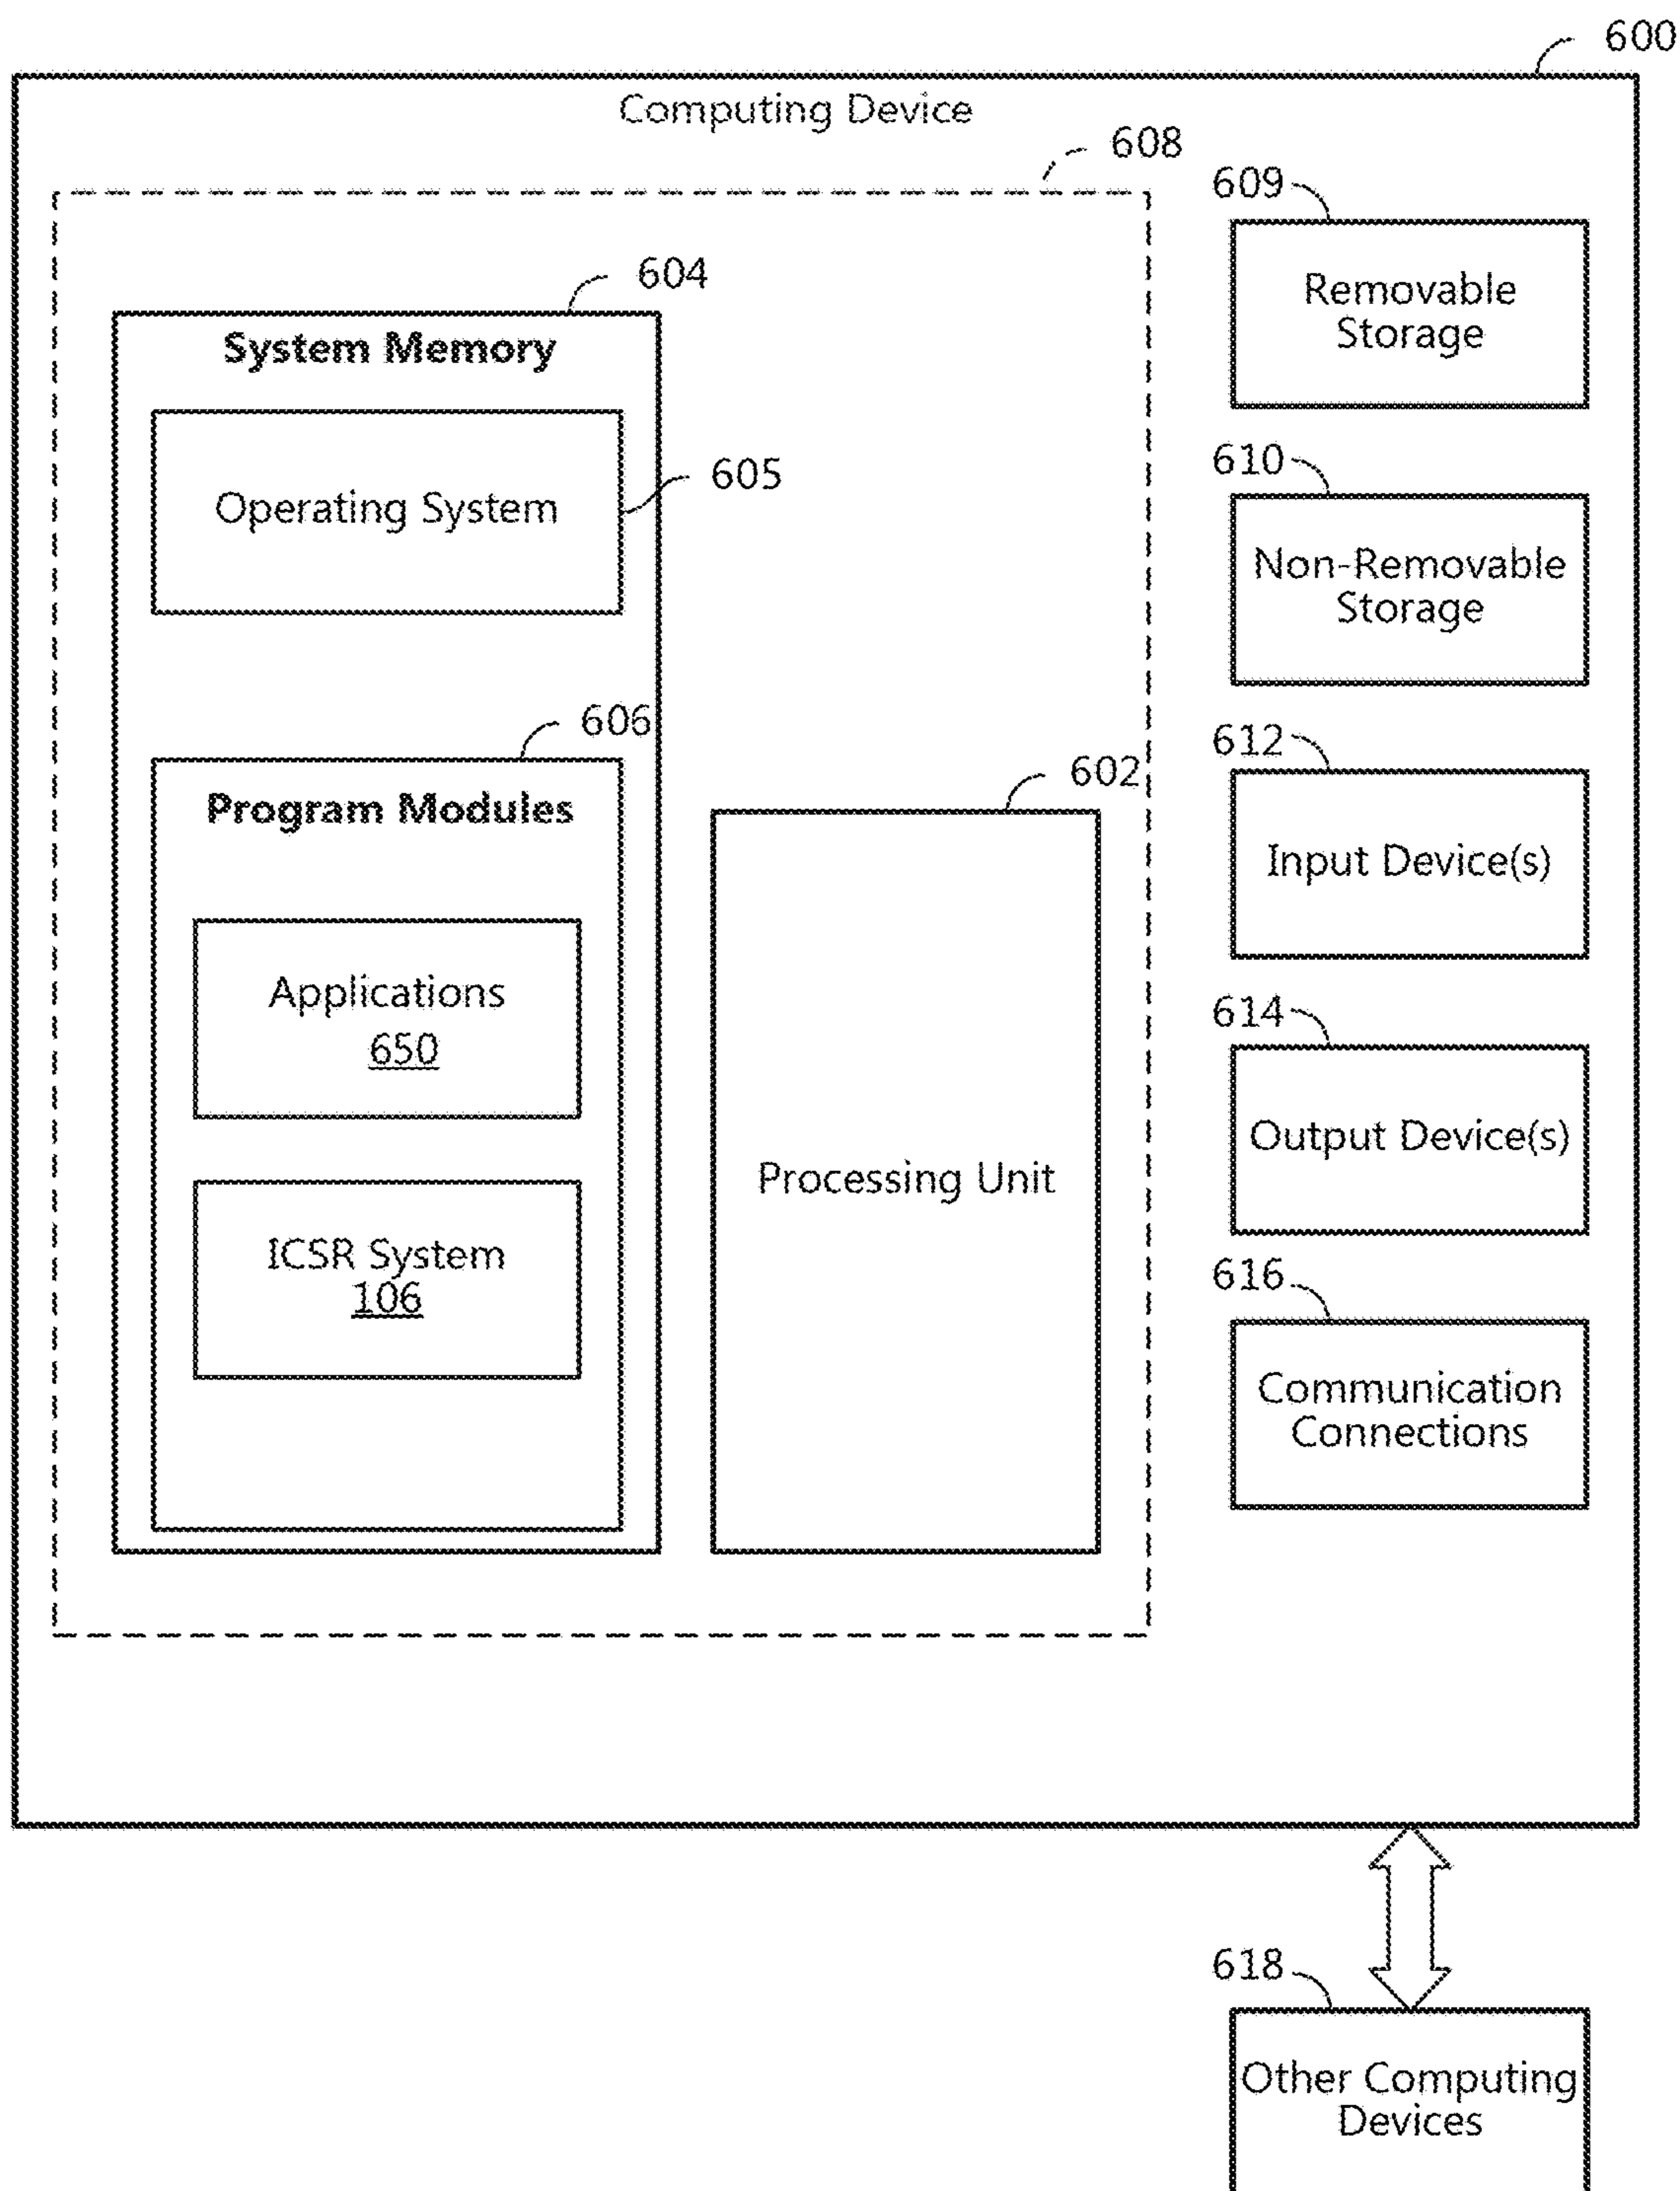 600
Computing Device
608
609
Removable
Storage
604
System Memory
Operating System
605
610
Non-Removable
Storage
606
Program Modules
602
612
Input Device(s)
Applications
650
Processing Unit
614
Output Device(s)
ICSR System
106
616
Communication
Connections
618
Other Computing
Devices